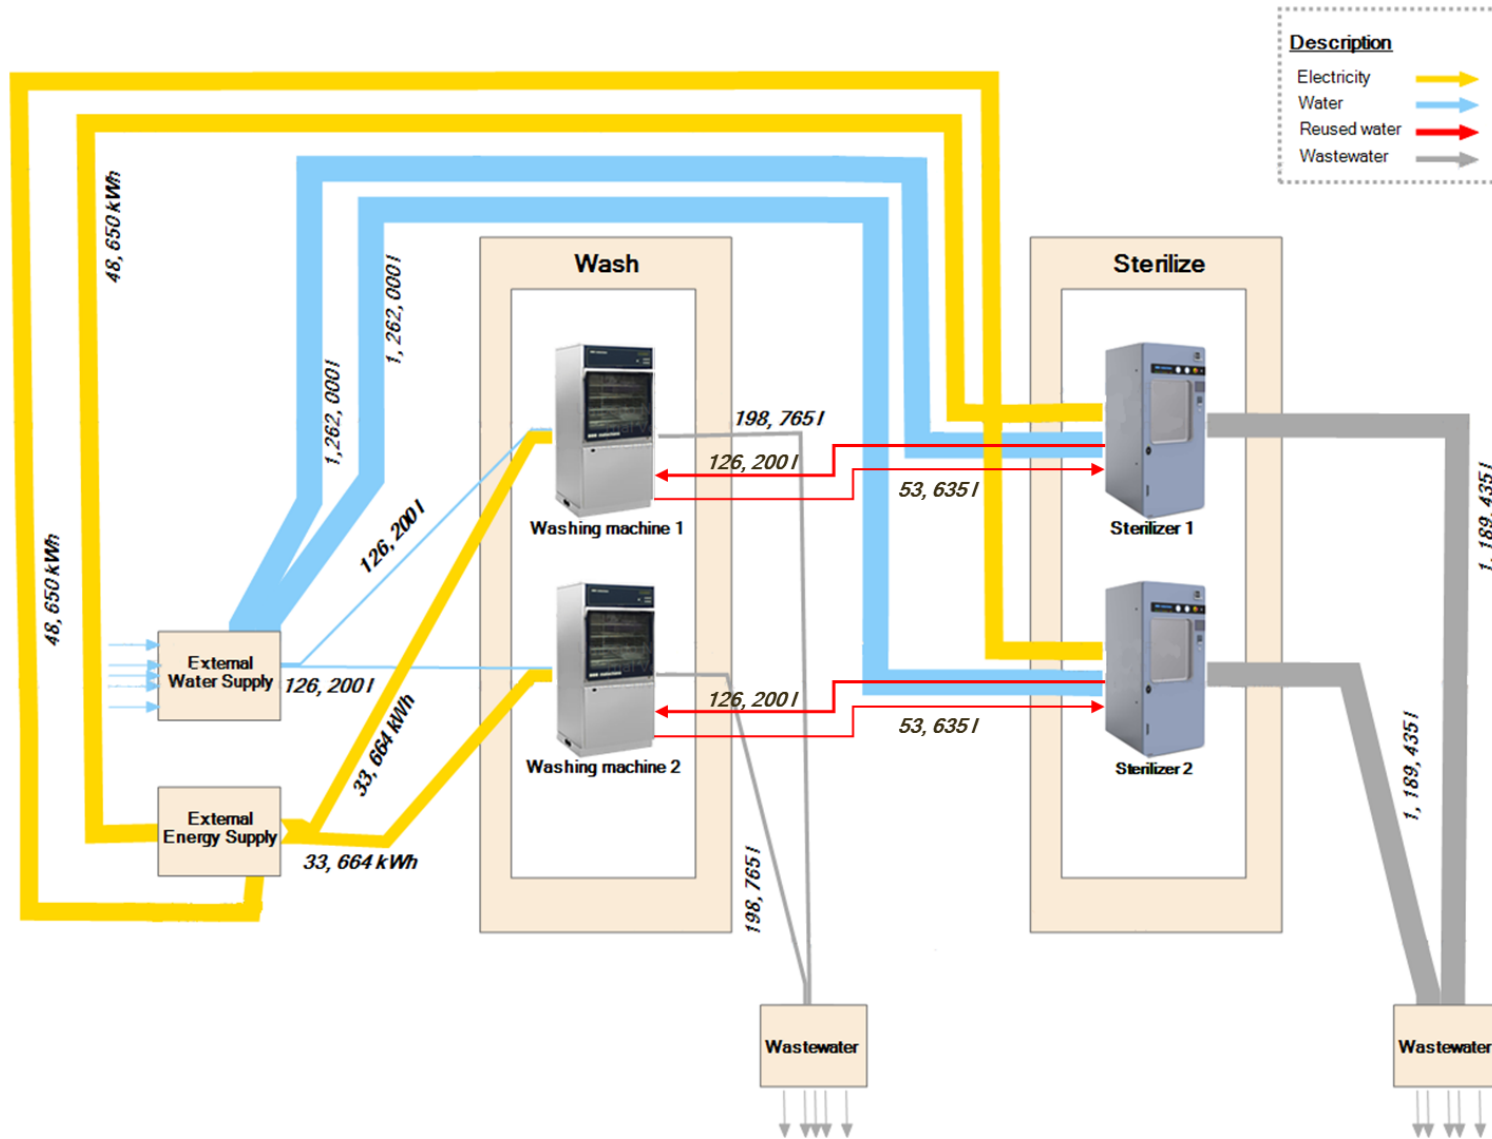 Description
Electricity
Water
Reused water
Wastewater
48, 650 kWh
1, 262, 000 l
1,262, 000 l
Wash
Sterilize
198, 765 l
126, 200 l
53, 635 l
Washing machine 1
Sterilizer 1
1, 189, 435 l
126, 200 l
48, 650 kWh
External
Water Supply
126, 200 l
126, 200 l
53, 635 l
33, 664 kWh
Washing machine 2
Sterilizer 2
1, 189, 435 l
External
Energy Supply
33, 664 kWh
198, 765 l
Wastewater
Wastewater